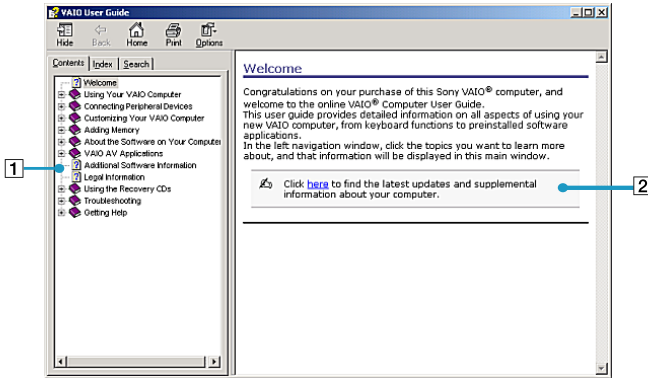 VAIO User Guide
Hide Back Home Print Options
Contents Index Search
Welcome
Using Your VAIO Computer
Connecting Peripheral Devices
Customizing Your VAIO Computer
Adding Memory
About the Software on Your Computer
VAIO AV Applications
Additional Software Information
Legal Information
Using the Recovery CDs
Troubleshooting
Getting Help
1
Welcome
Congratulations on your purchase of this Sony VAIO® computer, and
welcome to the online VAIO® Computer User Guide.
This user guide provides detailed information on all aspects of using your
new VAIO computer, from keyboard functions to preinstalled software
applications.
In the left navigation window, click the topics you want to learn more
about, and that information will be displayed in this main window.
Click here to find the latest updates and supplemental
information about your computer.
2